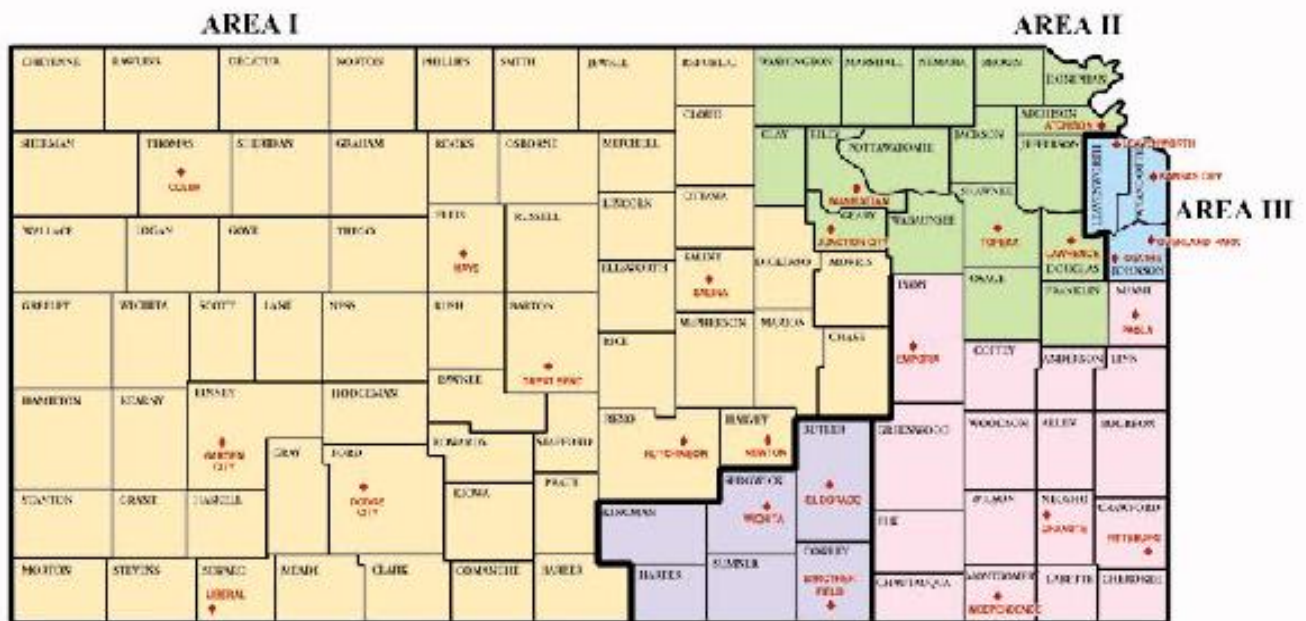 AREA I
AREA II
CHEYENNE
RAWLINS
DECATUR
NORTON
PHILLIPS
SMITH
JEWELL
REPUBLIC
WASHINGTON
MARSHALL
NEMAHA
BROWN
DONIPHAN
CLOUD
ATCHISON
ATCHISON
SHERMAN
THOMAS
COLBY
SHERIDAN
GRAHAM
ROOKS
OSBORNE
MITCHELL
CLAY
RILEY
POTTAWATOMIE
JACKSON
JEFFERSON
LEAVENWORTH
LEAVENWORTH
WYANDOTTE
KANSAS CITY
MANHATTAN
LINCOLN
OTTAWA
SHAWNEE
AREA III
WALLACE
LOGAN
GOVE
TREGO
ELLIS
HAYS
RUSSELL
GEARY
JUNCTION CITY
WABAUNSEE
TOPEKA
LAWRENCE
DOUGLAS
OVERLAND PARK
OLATHE
JOHNSON
ELLSWORTH
SALINE
SALINA
DICKINSON
MORRIS
GREELEY
WICHITA
SCOTT
LANE
NESS
RUSH
BARTON
GREAT BEND
LYON
EMPORIA
OSAGE
FRANKLIN
MIAMI
PAOLA
RICE
MCPHERSON
MARION
CHASE
COFFEY
ANDERSON
LINN
HAMILTON
KEARNY
FINNEY
GARDEN
CITY
HODGEMAN
PAWNEE
GRAY
FORD
DODGE
CITY
EDWARDS
STAFFORD
RENO
HUTCHINSON
HARVEY
NEWTON
BUTLER
ELDORADO
GREENWOOD
WOODSON
ALLEN
BOURBON
STANTON
GRANT
HASKELL
KIOWA
PRATT
KINGMAN
SEDGWICK
WICHITA
ELK
WILSON
NEOSHO
CHANUTE
CRAWFORD
PITTSBURG
MORTON
STEVENS
SEWARD
LIBERAL
MEADE
CLARK
COMANCHE
BARBER
HARPER
SUMNER
COWLEY
FIELD
CHAUTAUQUA
MONTGOMERY
INDEPENDENCE
LABETTE
CHEROKEE